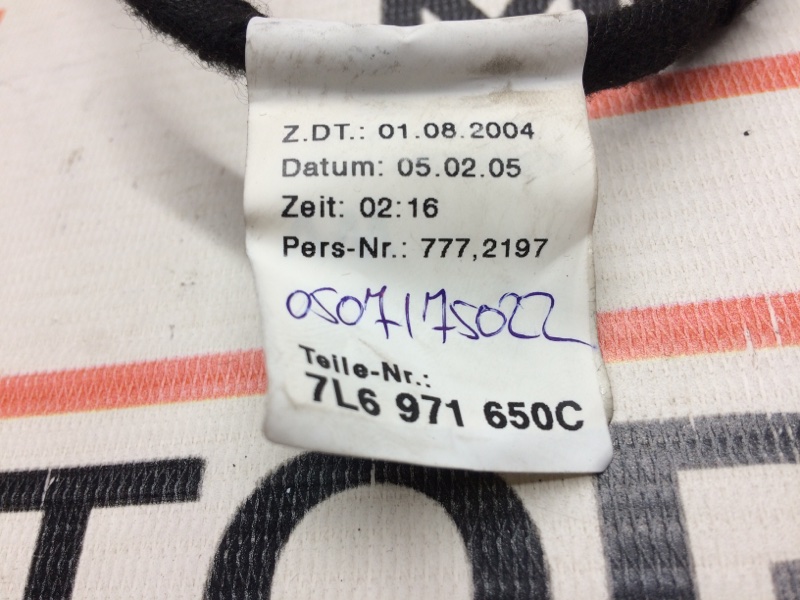 Z.DT.: 01.08.2004
Datum: 05.02.05
Zeit: 02:16
Pers-Nr.: 777,2197
0507175022
Teile-Nr.:
7L6 971 650C